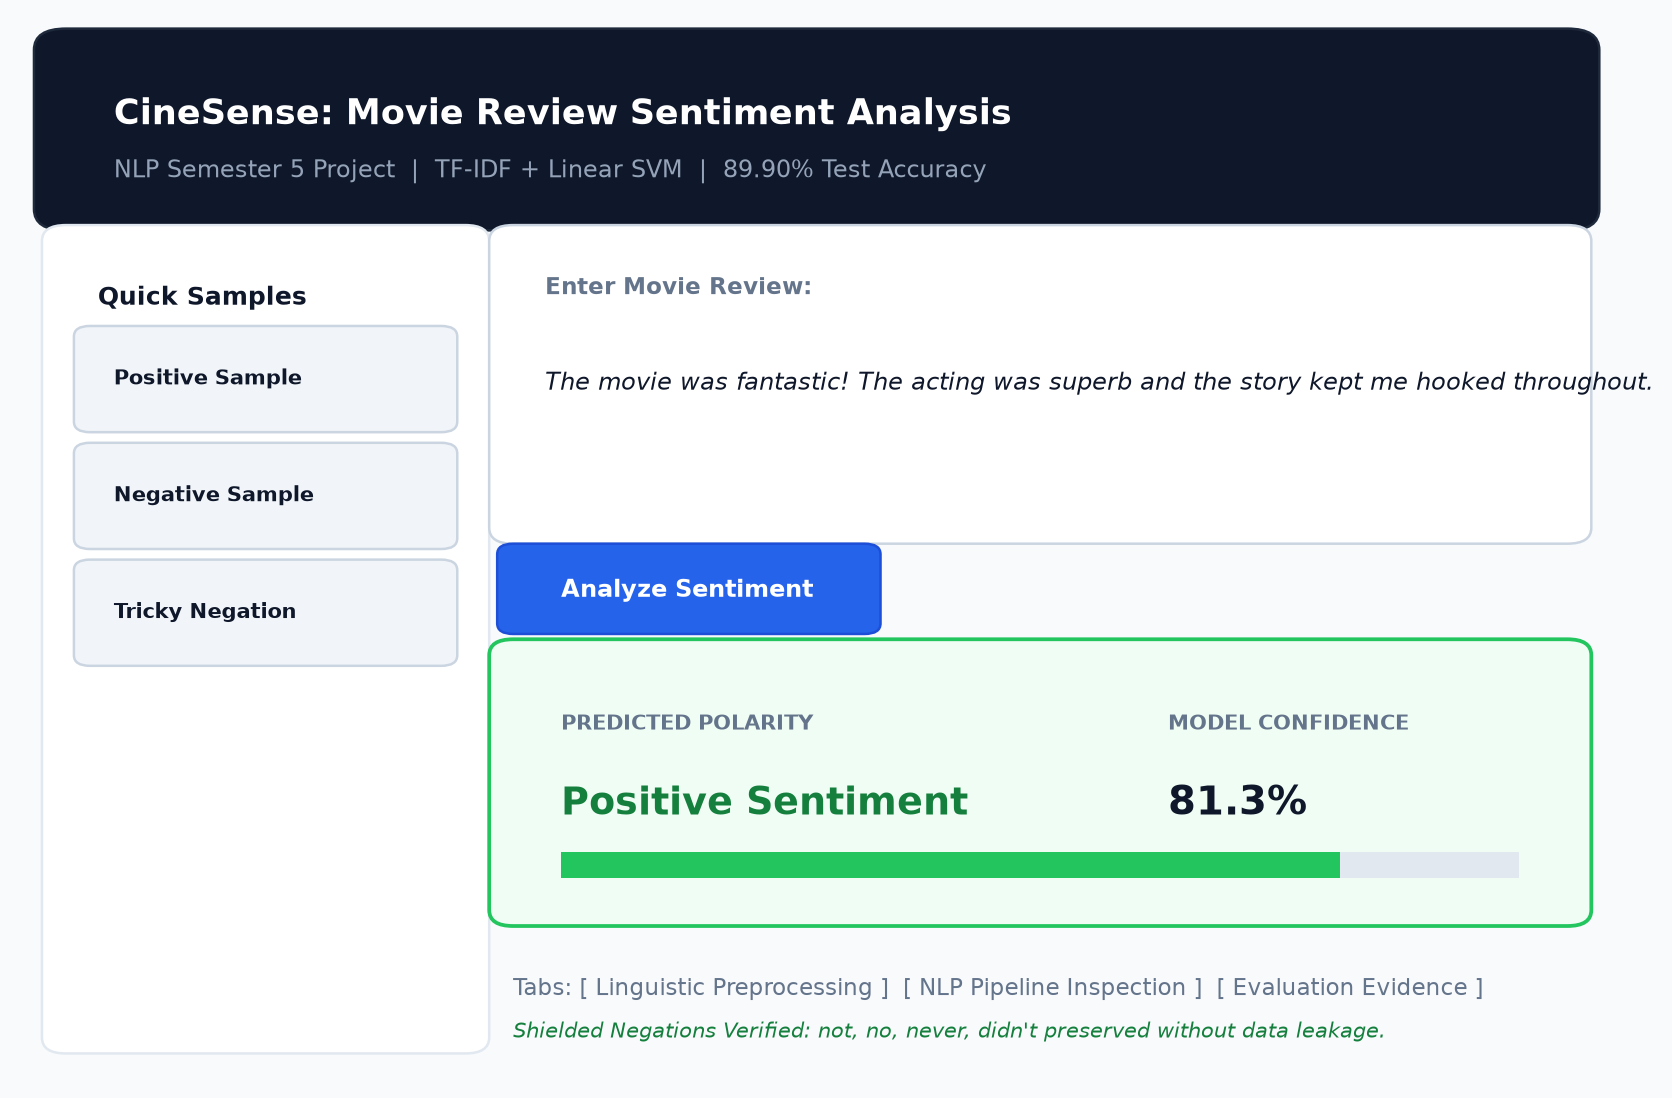 CineSense: Movie Review Sentiment Analysis
NLP Semester 5 Project | TF-IDF + Linear SVM | 89.90% Test Accuracy
Quick Samples
Positive Sample
Negative Sample
Tricky Negation
Enter Movie Review:
The movie was fantastic! The acting was superb and the story kept me hooked throughout.
Analyze Sentiment
PREDICTED POLARITY
Positive Sentiment
MODEL CONFIDENCE
81.3%
Tabs: [ Linguistic Preprocessing ] [ NLP Pipeline Inspection ] [ Evaluation Evidence ]
Shielded Negations Verified: not, no, never, didn't preserved without data leakage.